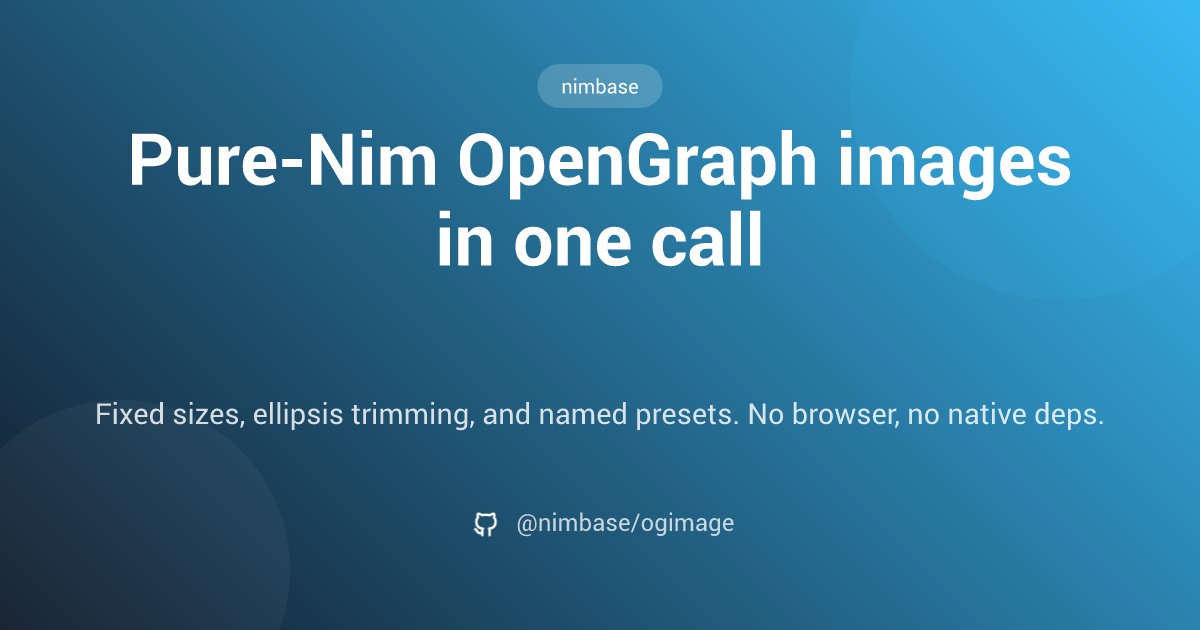 nimbase
Pure-Nim OpenGraph images
in one call
Fixed sizes, ellipsis trimming, and named presets. No browser, no native deps.
@nimbase/ogimage